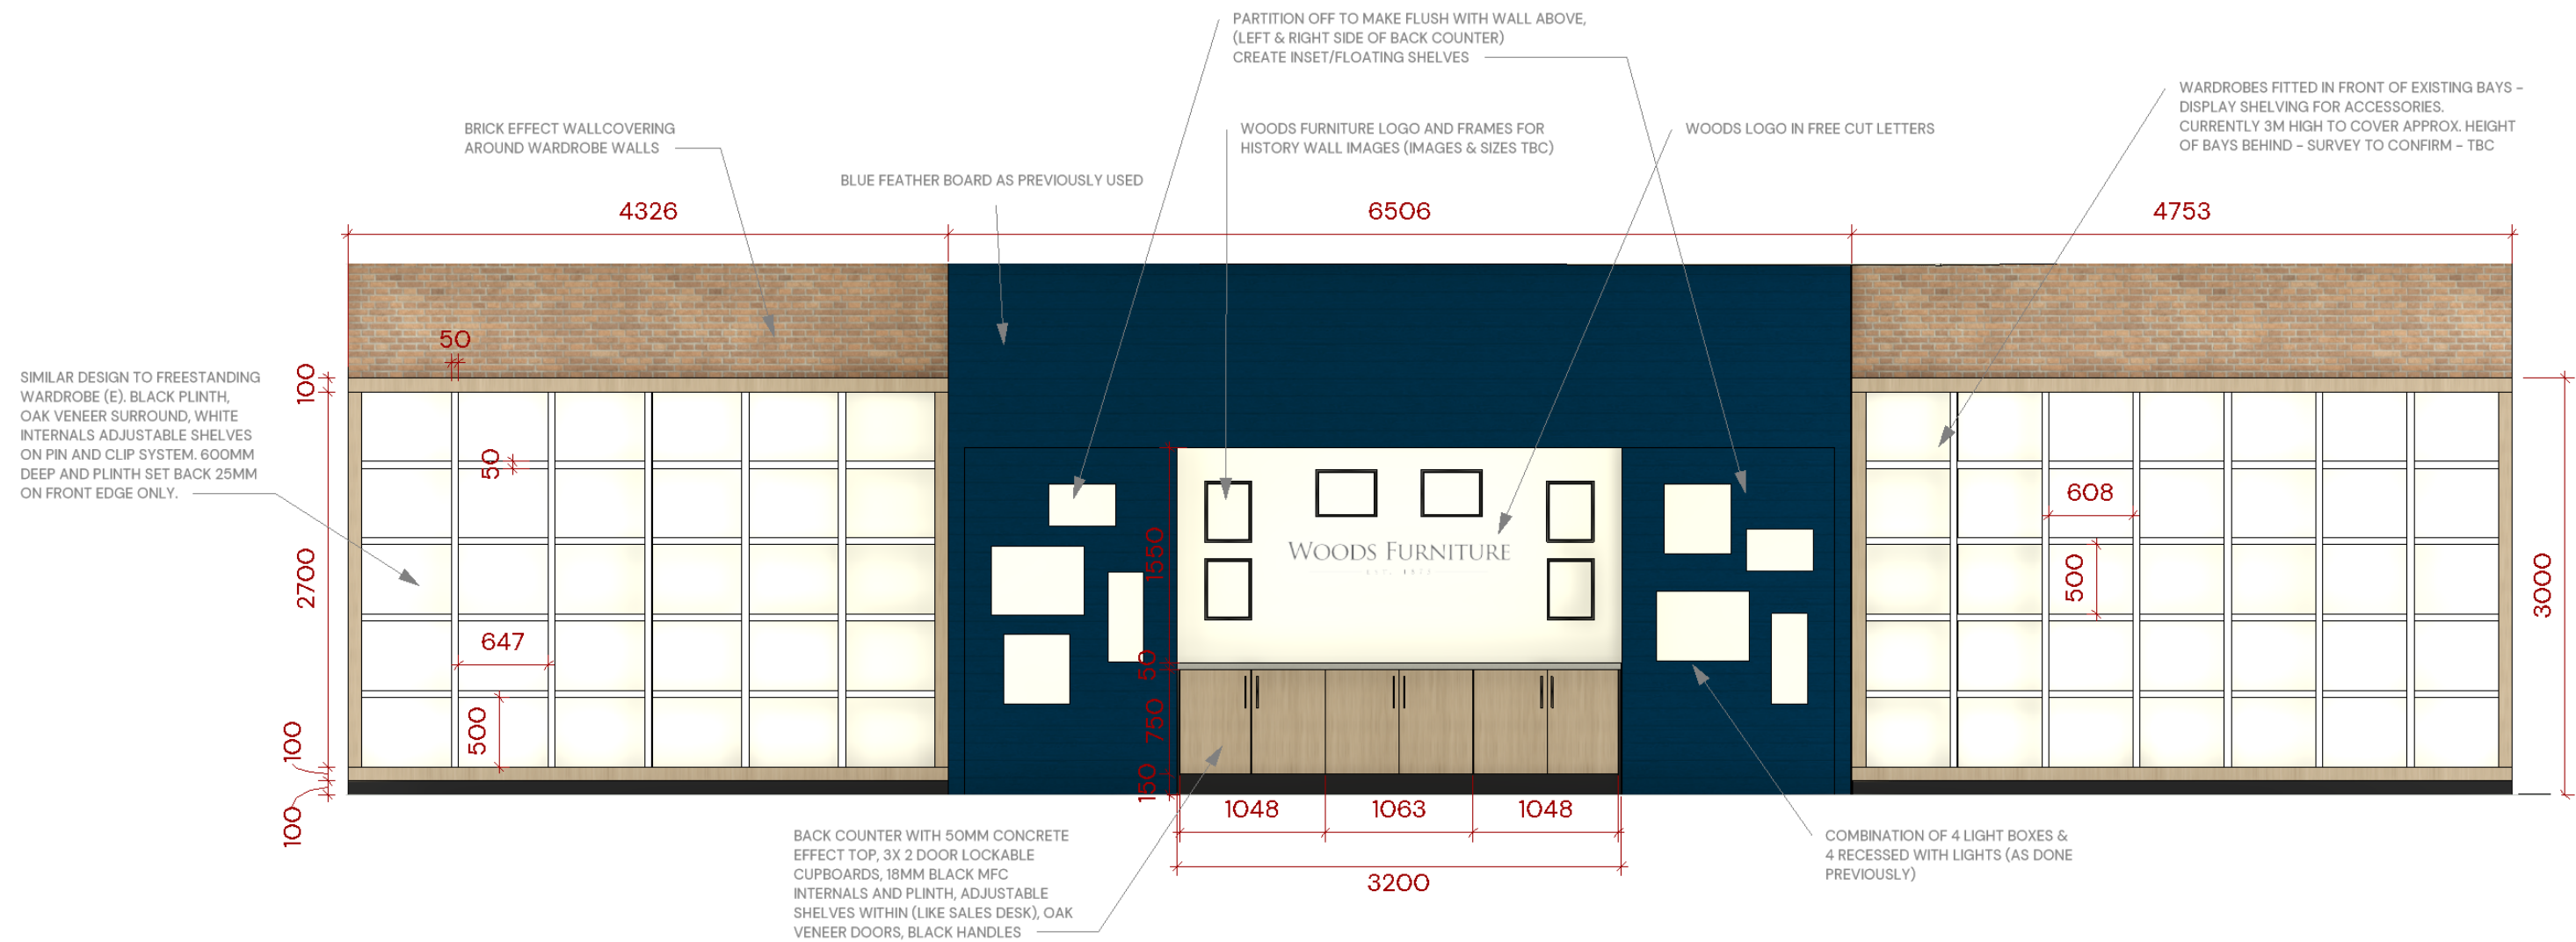 PARTITION OFF TO MAKE FLUSH WITH WALL ABOVE,
(LEFT & RIGHT SIDE OF BACK COUNTER)
CREATE INSET/FLOATING SHELVES
WARDROBES FITTED IN FRONT OF EXISTING BAYS -
DISPLAY SHELVING FOR ACCESSORIES.
CURRENTLY 3M HIGH TO COVER APPROX. HEIGHT
OF BAYS BEHIND - SURVEY TO CONFIRM - TBC
BRICK EFFECT WALLCOVERING
AROUND WARDROBE WALLS
WOODS FURNITURE LOGO AND FRAMES FOR
HISTORY WALL IMAGES (IMAGES & SIZES TBC)
WOODS LOGO IN FREE CUT LETTERS
BLUE FEATHER BOARD AS PREVIOUSLY USED
4326
6506
4753
50
100
SIMILAR DESIGN TO FREESTANDING
WARDROBE (E). BLACK PLINTH,
OAK VENEER SURROUND, WHITE
INTERNALS ADJUSTABLE SHELVES
ON PIN AND CLIP SYSTEM. 600MM
DEEP AND PLINTH SET BACK 25MM
ON FRONT EDGE ONLY.
50
608
1550
WOODS FURNITURE
EST. 1872
2700
500
3000
647
50
500
750
100
150
100
1048
1063
1048
3200
BACK COUNTER WITH 50MM CONCRETE
EFFECT TOP, 3X 2 DOOR LOCKABLE
CUPBOARDS, 18MM BLACK MFC
INTERNALS AND PLINTH, ADJUSTABLE
SHELVES WITHIN (LIKE SALES DESK), OAK
VENEER DOORS, BLACK HANDLES
COMBINATION OF 4 LIGHT BOXES &
4 RECESSED WITH LIGHTS (AS DONE
PREVIOUSLY)